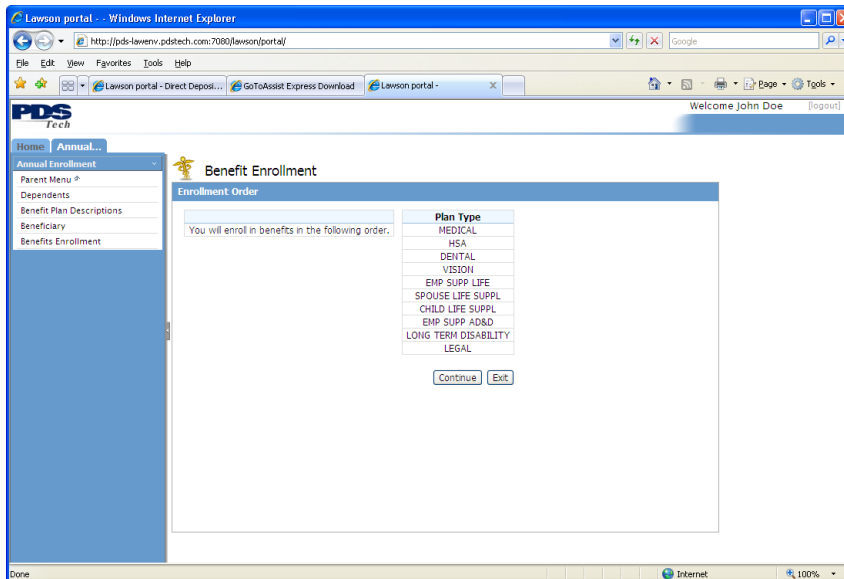 Lawson portal - - Windows Internet Explorer
http://pds-lawenv.pdstech.com:7080/lawson/portal/
Google
File Edit View Favorites Tools Help
Lawson portal - Direct Deposi... GoToAssist Express Download Lawson portal - X Page Tools
PDS
Tech
Welcome John Doe [logout]
Home Annual...
Annual Enrollment
Parent Menu
Dependents
Benefit Plan Descriptions
Beneficiary
Benefits Enrollment
Benefit Enrollment
Enrollment Order
You will enroll in benefits in the following order.
Plan Type
MEDICAL
HSA
DENTAL
VISION
EMP SUPP LIFE
SPOUSE LIFE SUPPL
CHILD LIFE SUPPL
EMP SUPP AD&D
LONG TERM DISABILITY
LEGAL
Continue Exit
Done Internet 100%